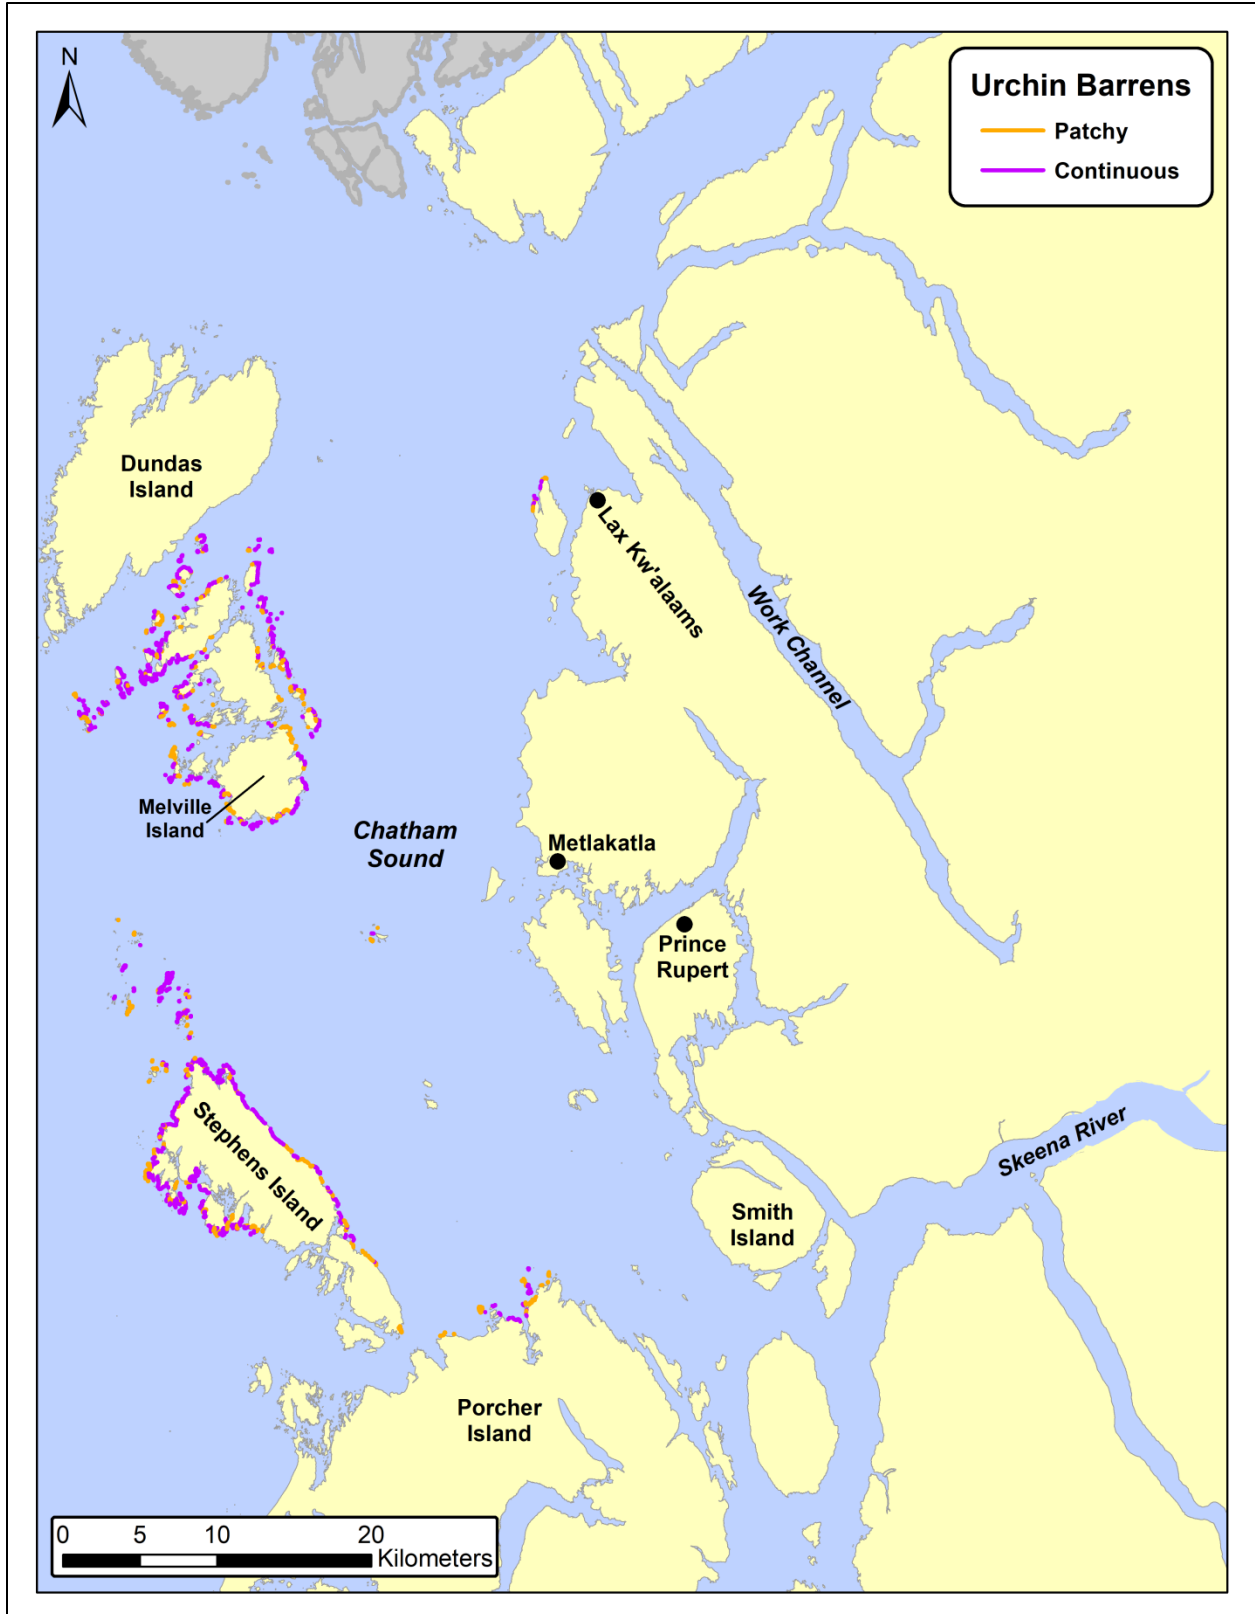 N
Urchin Barrens
Patchy
Continuous
Dundas
Island
Lax Kw'alaams
Work Channel
Melville
Island
Chatham
Sound
Metlakatla
Prince
Rupert
Stephens Island
Skeena River
Smith
Island
Porcher
Island
0 5 10 20
Kilometers